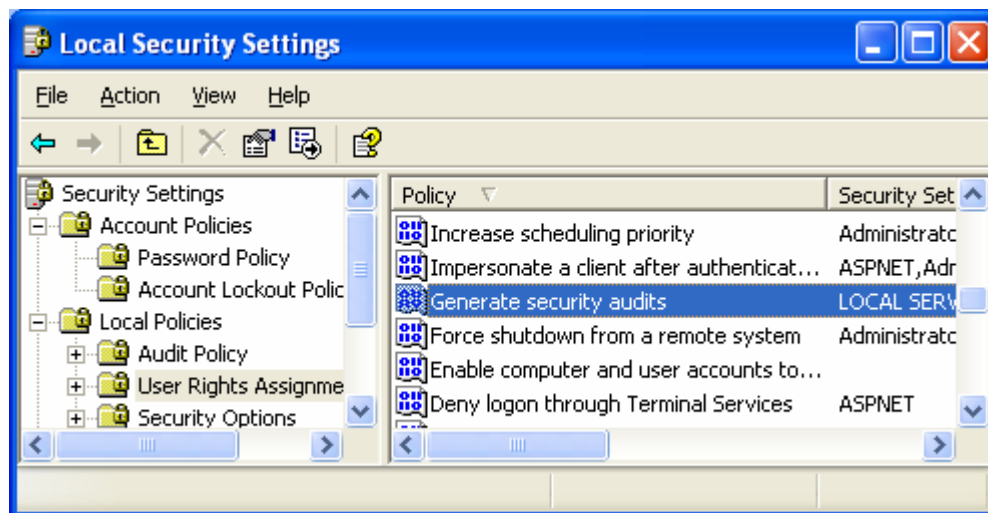 Local Security Settings
File Action View Help
Security Settings
Account Policies
Password Policy
Account Lockout Polic
Local Policies
Audit Policy
User Rights Assignme
Security Options
Policy Security Set
Increase scheduling priority Administratc
Impersonate a client after authenticat... ASPNET,Adr
Generate security audits LOCAL SERV
Force shutdown from a remote system Administratc
Enable computer and user accounts to...
Deny logon through Terminal Services ASPNET